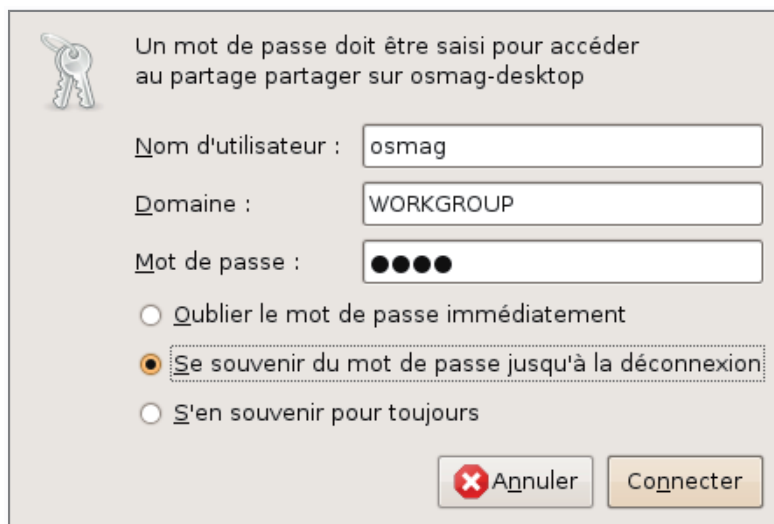 Un mot de passe doit être saisi pour accéder
au partage partager sur osmag-desktop
Nom d'utilisateur : osmag
Domaine : WORKGROUP
Mot de passe : ●●●●
Oublier le mot de passe immédiatement
Se souvenir du mot de passe jusqu'à la déconnexion
S'en souvenir pour toujours
Annuler Connecter